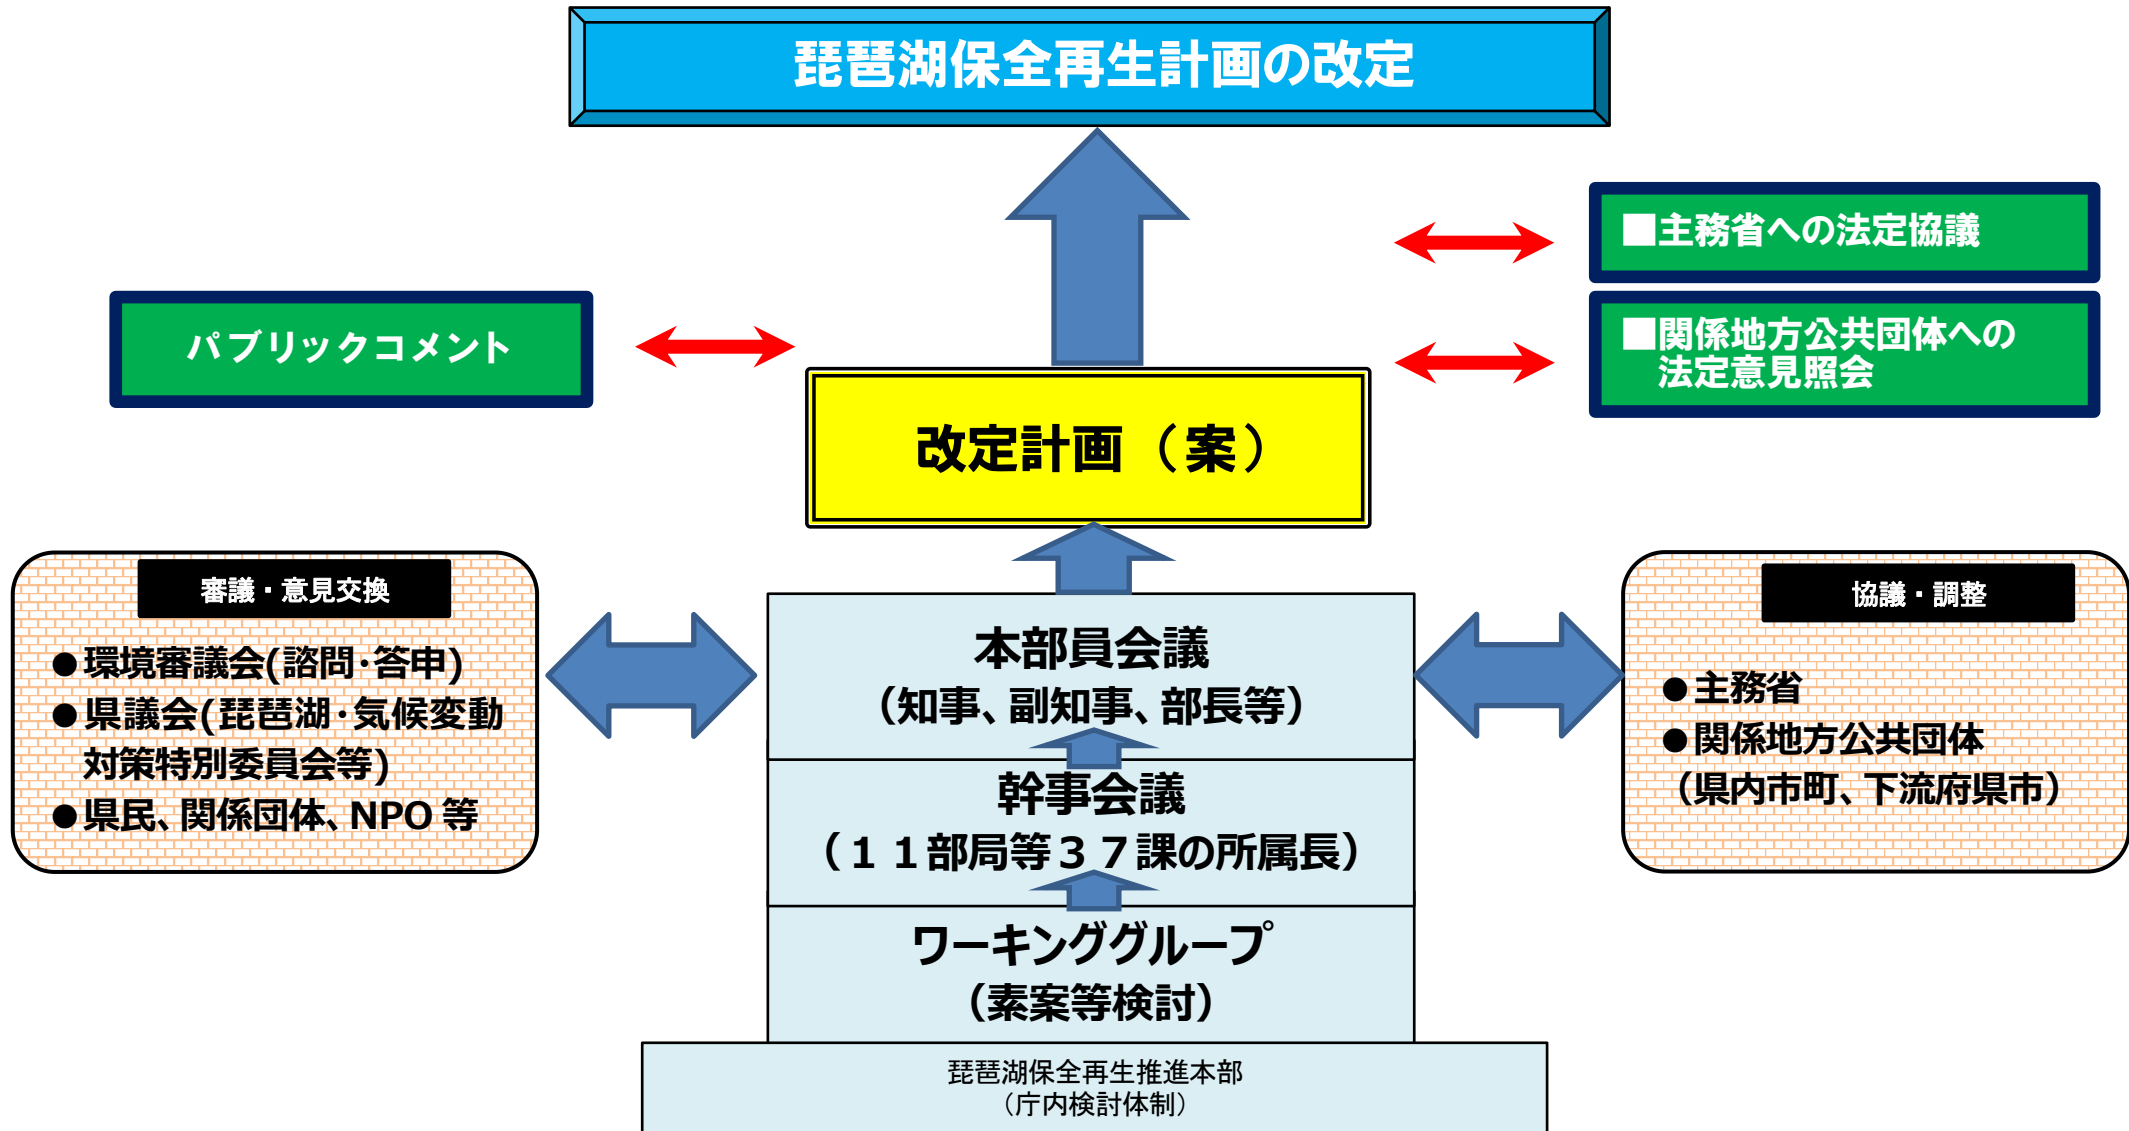 琵琶湖保全再生計画の改定
■主務省への法定協議
■関係地方公共団体への
法定意見照会
パブリックコメント
改定計画（案）
審議・意見交換
●環境審議会(諮問・答申)
●県議会(琵琶湖・気候変動
対策特別委員会等)
●県民、関係団体、NPO 等
本部員会議
（知事、副知事、部長等）
幹事会議
（１１部局等３７課の所属長）
ワーキンググループ
（素案等検討）
琵琶湖保全再生推進本部
（庁内検討体制）
協議・調整
●主務省
●関係地方公共団体
（県内市町、下流府県市）